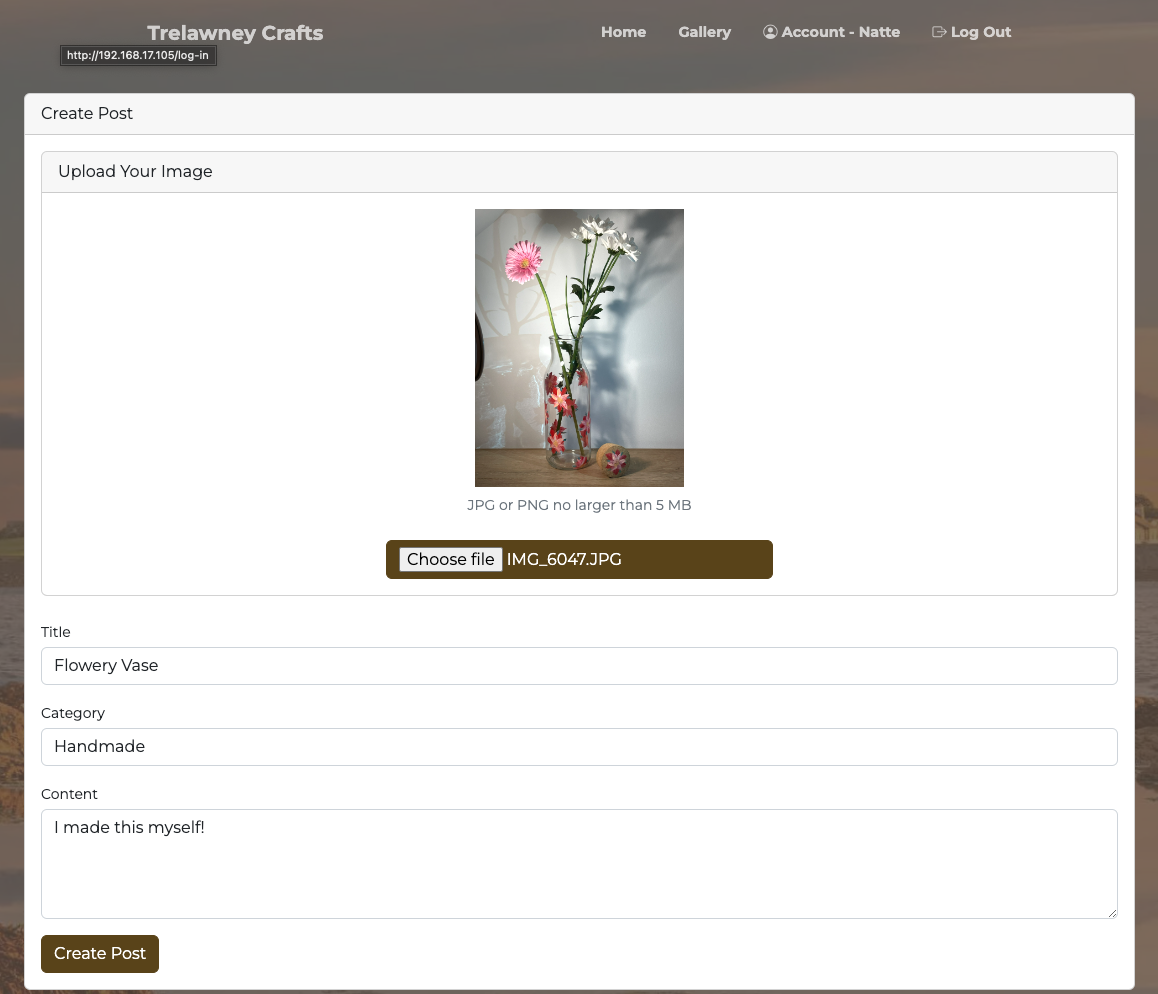 Trelawney Crafts
Home
Gallery
Account - Natte
Log Out
http://192.168.17.105/log-in
Create Post
Upload Your Image
JPG or PNG no larger than 5 MB
Choose file IMG_6047.JPG
Title
Flowery Vase
Category
Handmade
Content
I made this myself!
Create Post